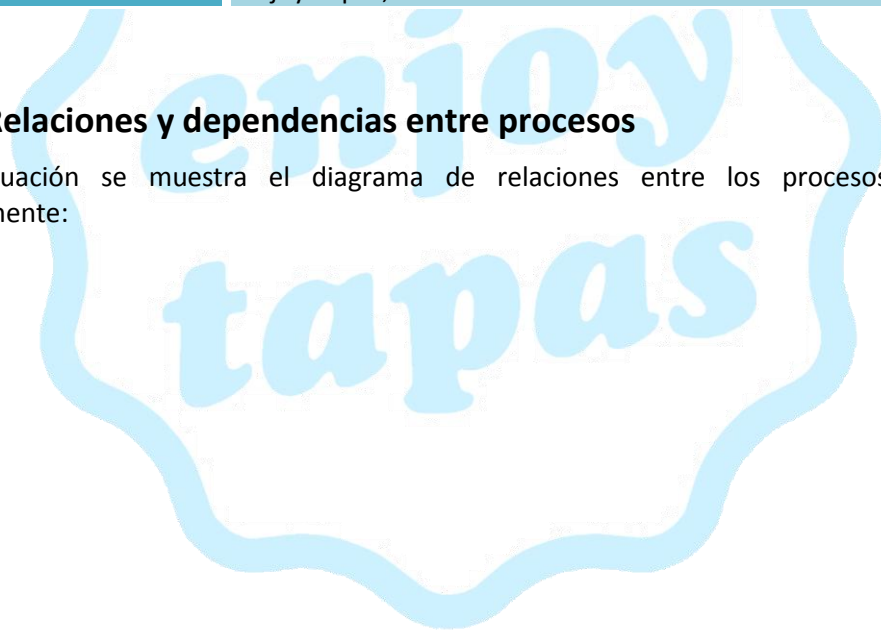 Relaciones y dependencias entre procesos
uación se muestra el diagrama de relaciones entre los procesos
mente:
enjoy
tapas